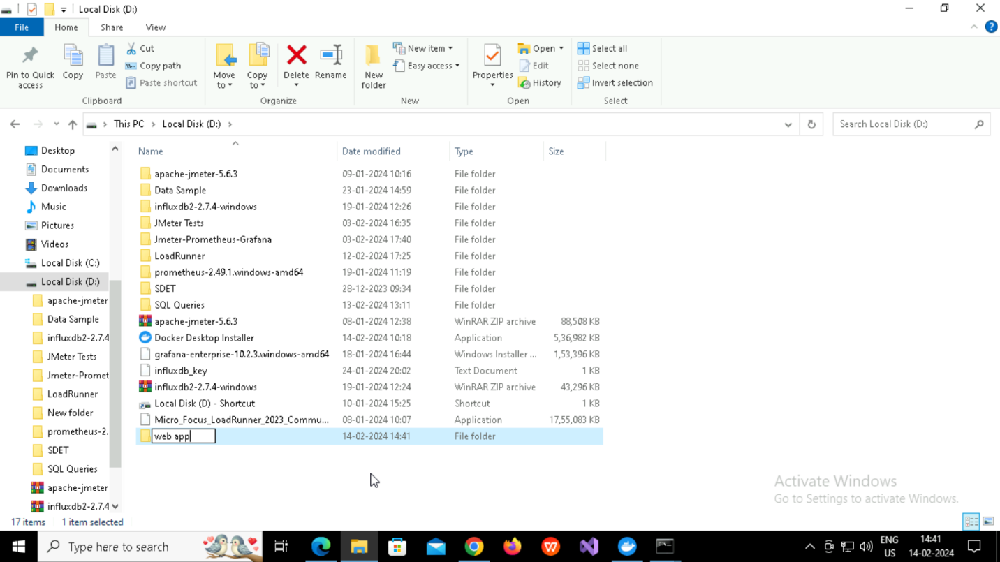 Local Disk (D:)
File Home Share View
Pin to Quick access
Copy
Paste
Cut
Copy path
Paste shortcut
Clipboard
Move to
Copy to
Delete
Rename
Organize
New folder
New item
Easy access
New
Properties
Open
Edit
History
Open
Select all
Select none
Invert selection
Select
This PC Local Disk (D:)
Search Local Disk (D:)
Desktop
Documents
Downloads
Music
Pictures
Videos
Local Disk (C:)
Local Disk (D:)
apache-jmeter
Data Sample
influxdb2-2.7.4
JMeter Tests
Jmeter-Promet
LoadRunner
New folder
prometheus-2.
SDET
SQL Queries
apache-jmeter
influxdb2-2.7.4
Name Date modified Type Size
apache-jmeter-5.6.3 09-01-2024 10:16 File folder
Data Sample 23-01-2024 14:59 File folder
influxdb2-2.7.4-windows 19-01-2024 12:26 File folder
JMeter Tests 03-02-2024 16:35 File folder
Jmeter-Prometheus-Grafana 03-02-2024 17:40 File folder
LoadRunner 12-02-2024 17:25 File folder
prometheus-2.49.1.windows-amd64 19-01-2024 11:19 File folder
SDET 28-12-2023 09:34 File folder
SQL Queries 13-02-2024 13:11 File folder
apache-jmeter-5.6.3 08-01-2024 12:38 WinRAR ZIP archive 88,508 KB
Docker Desktop Installer 14-02-2024 10:18 Application 5,36,982 KB
grafana-enterprise-10.2.3.windows-amd64 18-01-2024 16:44 Windows Installer ... 1,53,396 KB
influxdb_key 24-01-2024 20:02 Text Document 1 KB
influxdb2-2.7.4-windows 19-01-2024 12:24 WinRAR ZIP archive 43,296 KB
Local Disk (D) - Shortcut 10-01-2024 15:25 Shortcut 1 KB
Micro_Focus_LoadRunner_2023_Commu... 08-01-2024 10:07 Application 17,55,083 KB
web app 14-02-2024 14:41 File folder
Activate Windows
Go to Settings to activate Windows.
17 items 1 item selected
Type here to search
ENG
US
14:41
14-02-2024